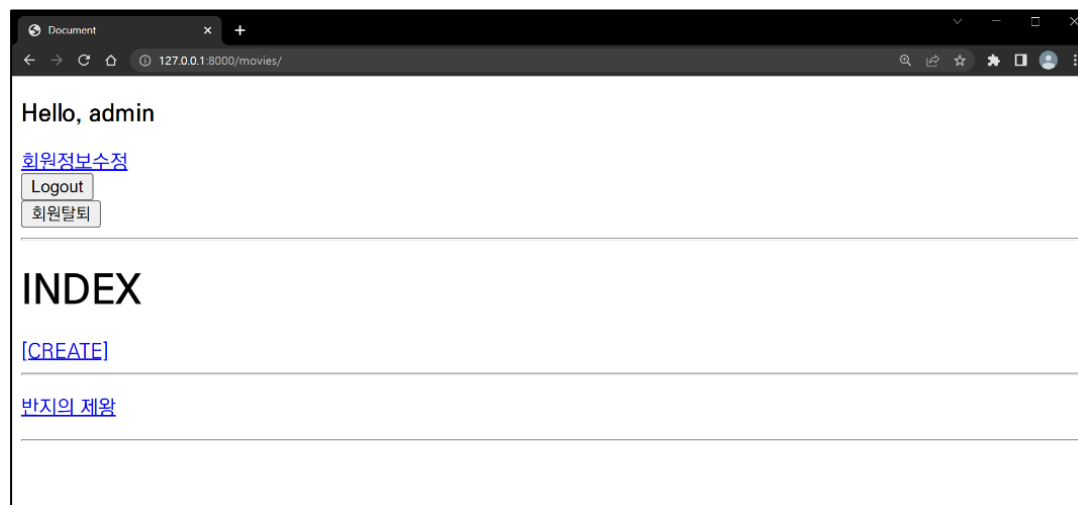 Document
127.0.0.1:8000/movies/
Hello, admin
회원정보수정
Logout
회원탈퇴
INDEX
[CREATE]
반지의 제왕